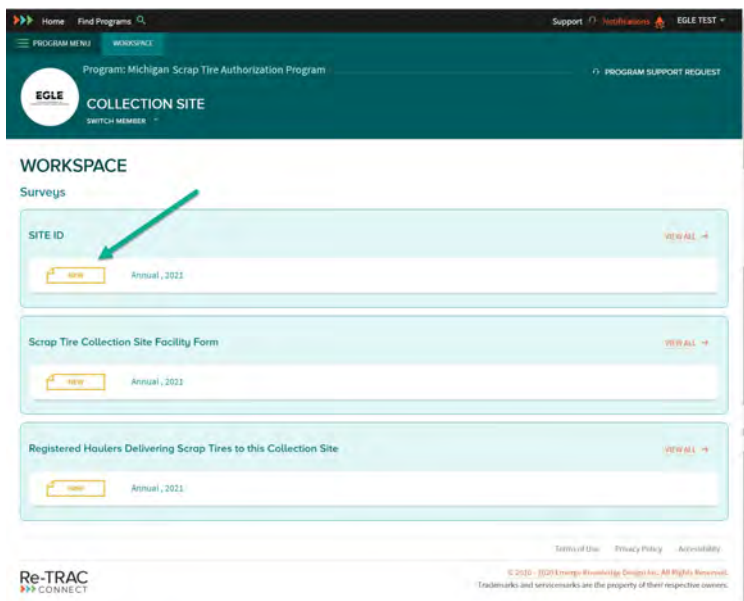 Home Find Programs Support Notifications EGLE TEST
PROGRAM MENU WORKSPACE
Program: Michigan Scrap Tire Authorization Program PROGRAM SUPPORT REQUEST
EGLE
COLLECTION SITE
SWITCH MEMBER
WORKSPACE
Surveys
SITE ID VIEW ALL →
NEW Annual, 2021
Scrap Tire Collection Site Facility Form VIEW ALL →
NEW Annual, 2021
Registered Haulers Delivering Scrap Tires to this Collection Site VIEW ALL →
NEW Annual, 2021
Terms of Use Privacy Policy Accessibility
Re-TRAC
CONNECT
All Rights Reserved.
Trademarks and servicemarks are the property of their respective owners.